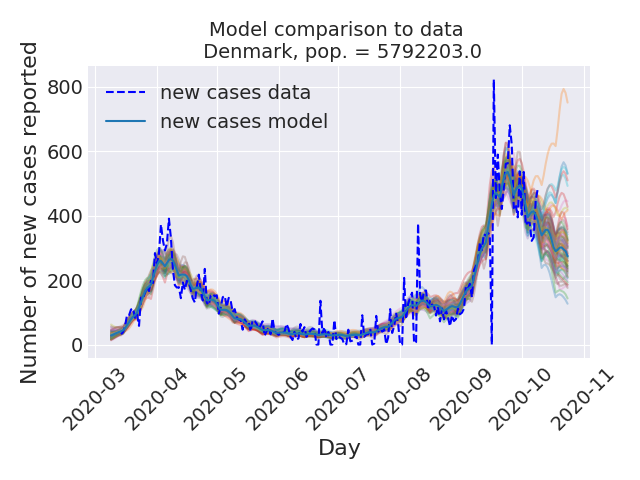 Model comparison to data
Denmark, pop. = 5792203.0
Number of new cases reported
800
600
400
200
0
new cases data
new cases model
2020-03
2020-04
2020-05
2020-06
2020-07
2020-08
2020-09
2020-10
2020-11
Day